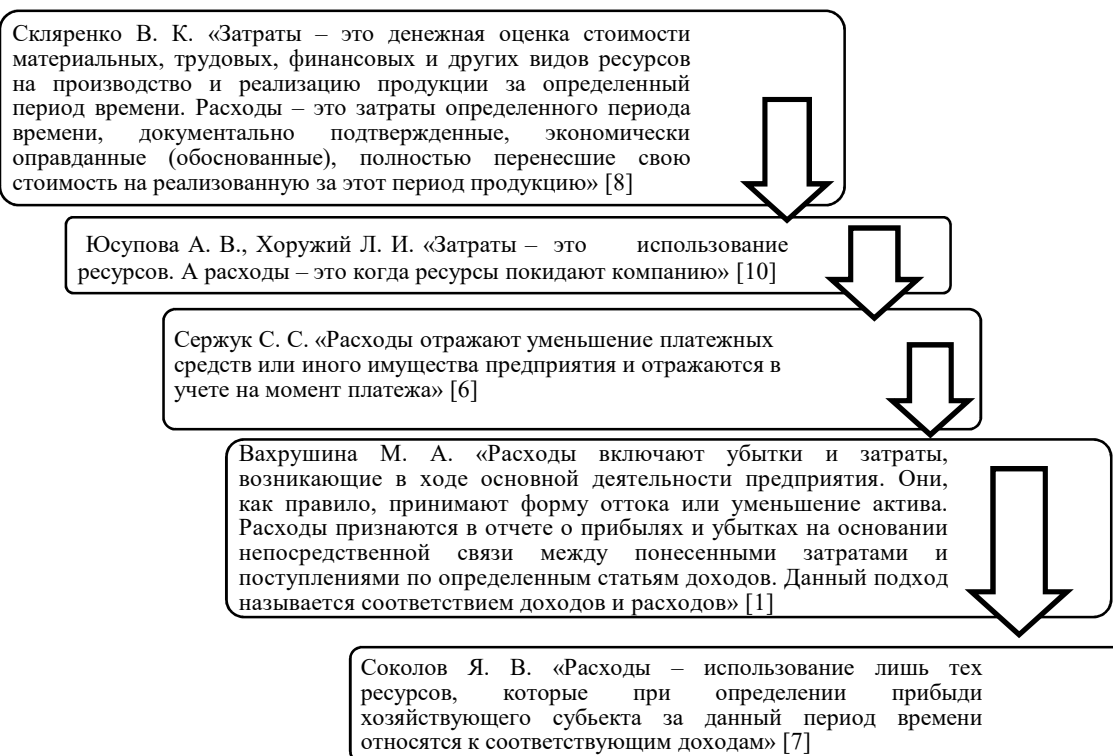 Скляренко В. К. «Затраты – это денежная оценка стоимости
материальных, трудовых, финансовых и других видов ресурсов
на производство и реализацию продукции за определенный
период времени. Расходы – это затраты определенного периода
времени, документально подтвержденные, экономически
оправданные (обоснованные), полностью перенесшие свою
стоимость на реализованную за этот период продукцию» [8]
Юсупова А. В., Хоружий Л. И. «Затраты – это использование
ресурсов. А расходы – это когда ресурсы покидают компанию» [10]
Сержук С. С. «Расходы отражают уменьшение платежных
средств или иного имущества предприятия и отражаются в
учете на момент платежа» [6]
Вахрушина М. А. «Расходы включают убытки и затраты,
возникающие в ходе основной деятельности предприятия. Они,
как правило, принимают форму оттока или уменьшение актива.
Расходы признаются в отчете о прибылях и убытках на основании
непосредственной связи между понесенными затратами и
поступлениями по определенным статьям доходов. Данный подход
называется соответствием доходов и расходов» [1]
Соколов Я. В. «Расходы – использование лишь тех
ресурсов, которые при определении прибыди
хозяйствующего субьекта за данный период времени
относятся к соответствующим доходам» [7]